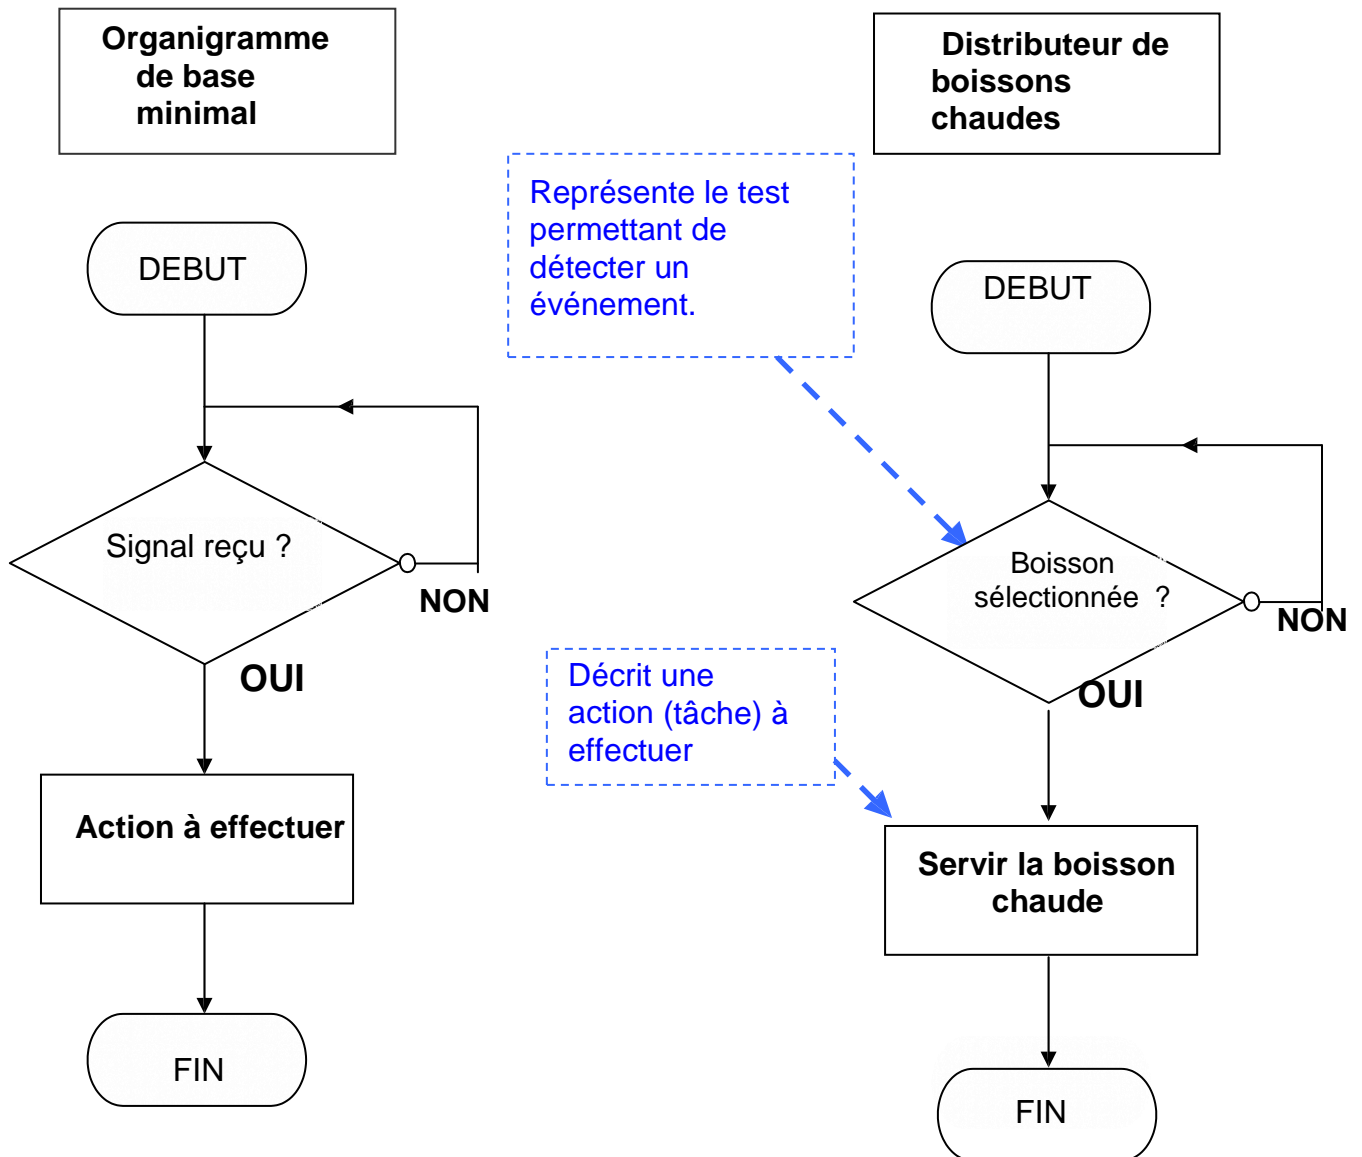 Organigramme
de base
minimal
DEBUT
Signal reçu ?
NON
OUI
Action à effectuer
FIN
Représente le test
permettant de
détecter un
événement.
Décrit une
action (tâche) à
effectuer
Distributeur de
boissons
chaudes
DEBUT
Boisson
sélectionnée ?
NON
OUI
Servir la boisson
chaude
FIN